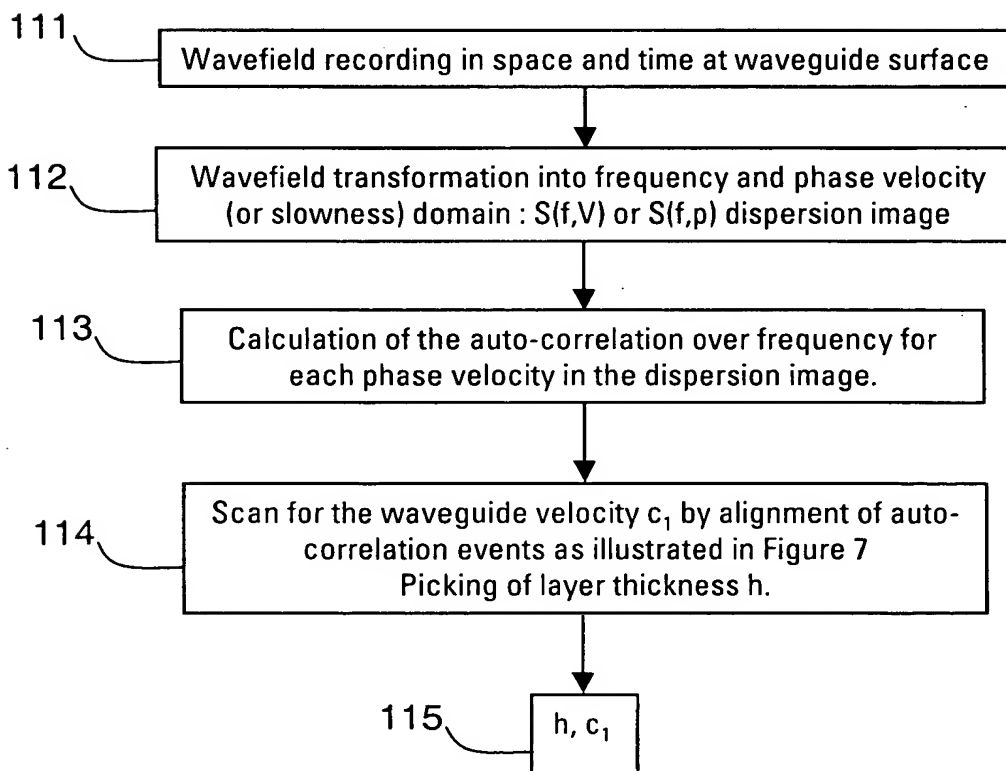 111
Wavefield recording in space and time at waveguide surface
112
Wavefield transformation into frequency and phase velocity
(or slowness) domain : S(f,V) or S(f,p) dispersion image
113
Calculation of the auto-correlation over frequency for
each phase velocity in the dispersion image.
114
Scan for the waveguide velocity c₁ by alignment of auto-
correlation events as illustrated in Figure 7
Picking of layer thickness h.
115
h, c₁